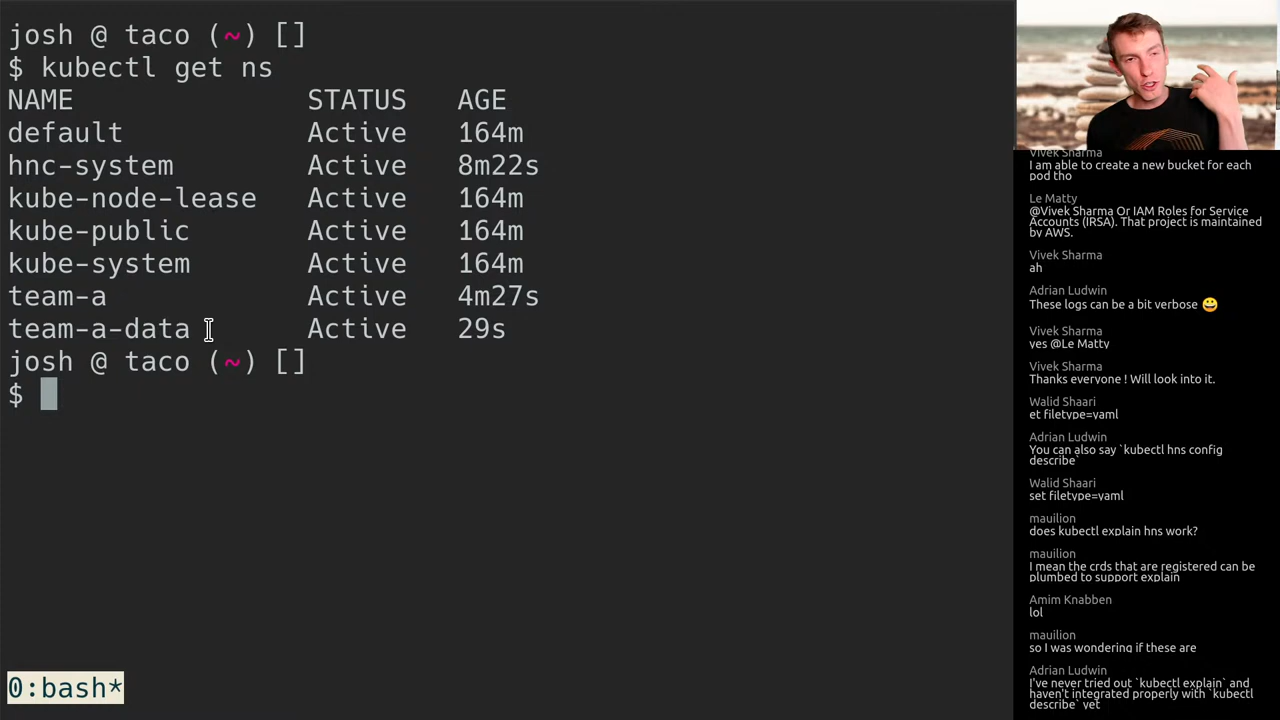 josh @ taco (~) []
$ kubectl get ns
NAME STATUS AGE
default Active 164m
hnc-system Active 8m22s
kube-node-lease Active 164m
kube-public Active 164m
kube-system Active 164m
team-a Active 4m27s
team-a-data Active 29s
josh @ taco (~) []
$
0:bash*
Vivek Sharma
I am able to create a new bucket for each
pod tho
Le Matty
@Vivek Sharma Or IAM Roles for Service
Accounts (IRSA). That project is maintained
by AWS.
Vivek Sharma
ah
Adrian Ludwin
These logs can be a bit verbose 😀
Vivek Sharma
yes @Le Matty
Vivek Sharma
Thanks everyone ! Will look into it.
Walid Shaari
et filetype=yaml
Adrian Ludwin
You can also say `kubectl hns config
describe`
Walid Shaari
set filetype=yaml
mauilion
does kubectl explain hns work?
mauilion
I mean the crds that are registered can be
plumbed to support explain
Amim Knabben
lol
mauilion
so I was wondering if these are
Adrian Ludwin
I've never tried out `kubectl explain` and
haven't integrated properly with `kubectl
describe` yet